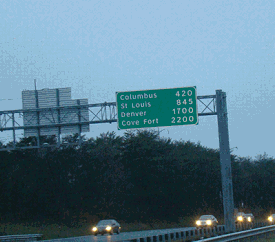 Columbus 420
St Louis 845
Denver 1700
Cove Fort 2200